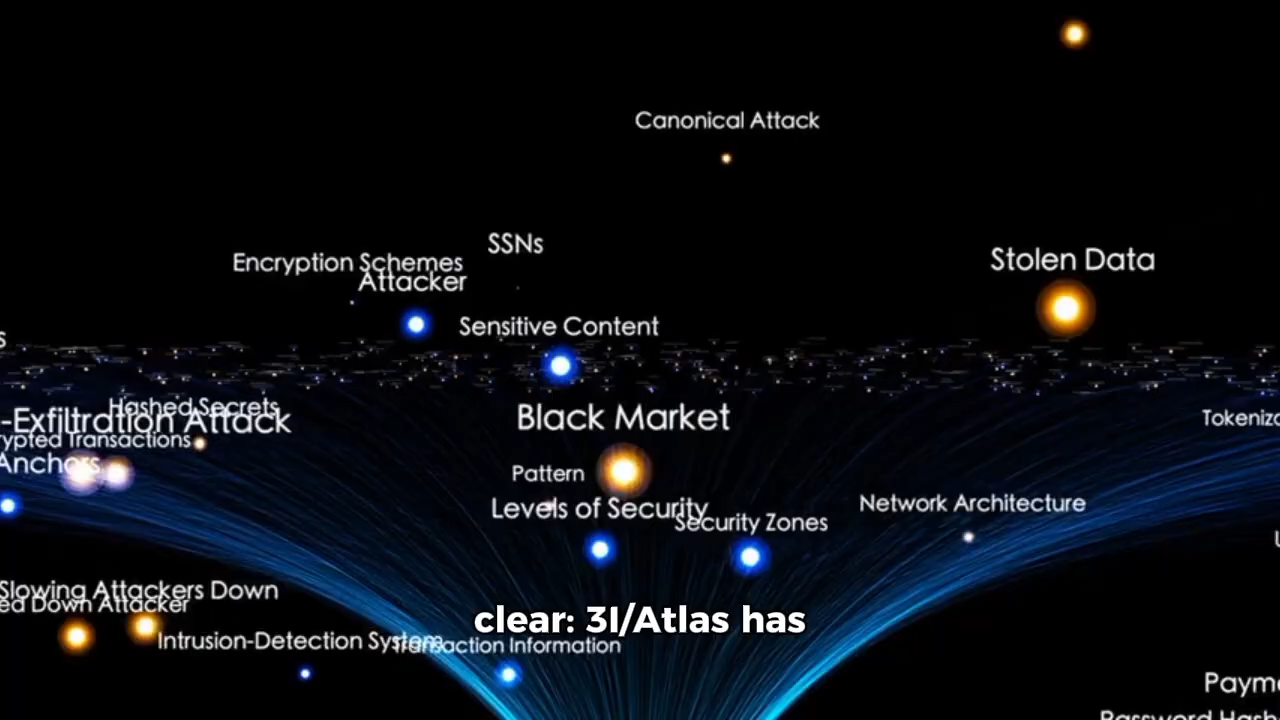 Canonical Attack
SSNs
Stolen Data
Encryption Schemes
Attacker
Sensitive Content
Hashed Secrets
-Exfiltration Attack
Black Market
Tokeniz
rypted Transactions
Anchors
Pattern
Levels of Security
Security Zones
Network Architecture
Slowing Attackers Down
ed Down Attacker
clear: 3I/Atlas has
Intrusion-Detection System
Transaction Information
Payme
Password Hash